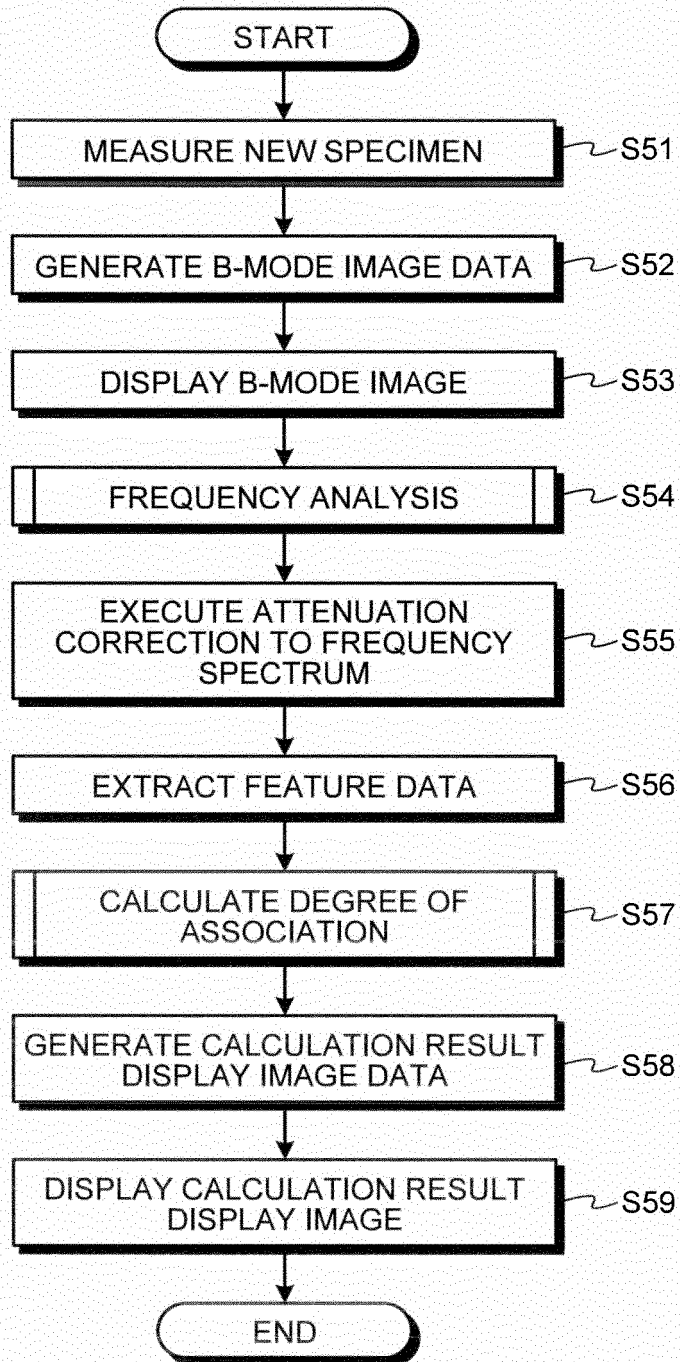 START
MEASURE NEW SPECIMEN
S51
GENERATE B-MODE IMAGE DATA
S52
DISPLAY B-MODE IMAGE
S53
FREQUENCY ANALYSIS
S54
EXECUTE ATTENUATION
CORRECTION TO FREQUENCY
SPECTRUM
S55
EXTRACT FEATURE DATA
S56
CALCULATE DEGREE OF
ASSOCIATION
S57
GENERATE CALCULATION RESULT
DISPLAY IMAGE DATA
S58
DISPLAY CALCULATION RESULT
DISPLAY IMAGE
S59
END